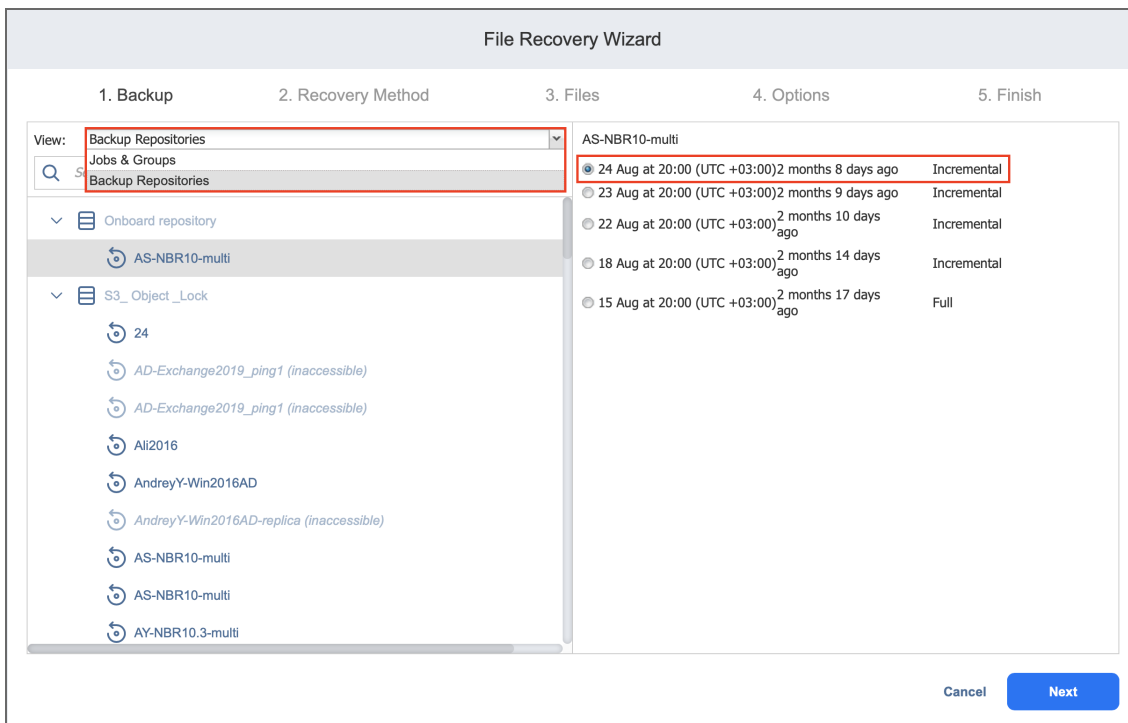 File Recovery Wizard
1. Backup
2. Recovery Method
3. Files
4. Options
5. Finish
View:
Backup Repositories
Jobs & Groups
Backup Repositories
Onboard repository
AS-NBR10-multi
S3_ Object _Lock
24
AD-Exchange2019_ping1 (inaccessible)
AD-Exchange2019_ping1 (inaccessible)
Ali2016
AndreyY-Win2016AD
AndreyY-Win2016AD-replica (inaccessible)
AS-NBR10-multi
AS-NBR10-multi
AY-NBR10.3-multi
AS-NBR10-multi
24 Aug at 20:00 (UTC +03:00) 2 months 8 days ago Incremental
23 Aug at 20:00 (UTC +03:00) 2 months 9 days ago Incremental
22 Aug at 20:00 (UTC +03:00) 2 months 10 days
ago
Incremental
18 Aug at 20:00 (UTC +03:00) 2 months 14 days
ago
Incremental
15 Aug at 20:00 (UTC +03:00) 2 months 17 days
ago
Full
Cancel
Next